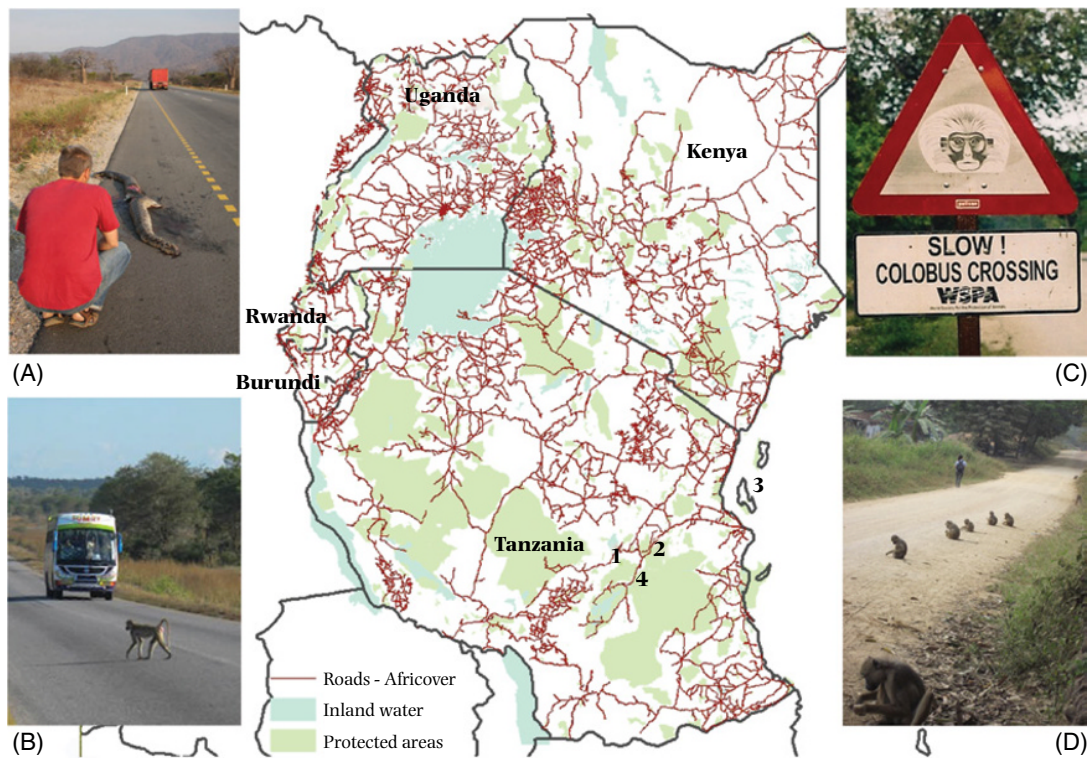 (A)
(B)
Uganda
Kenya
Rwanda
Burundi
Tanzania
1
2
3
4
Roads - Africover
Inland water
Protected areas
SLOW !
COLOBUS CROSSING
WSPA
(C)
(D)